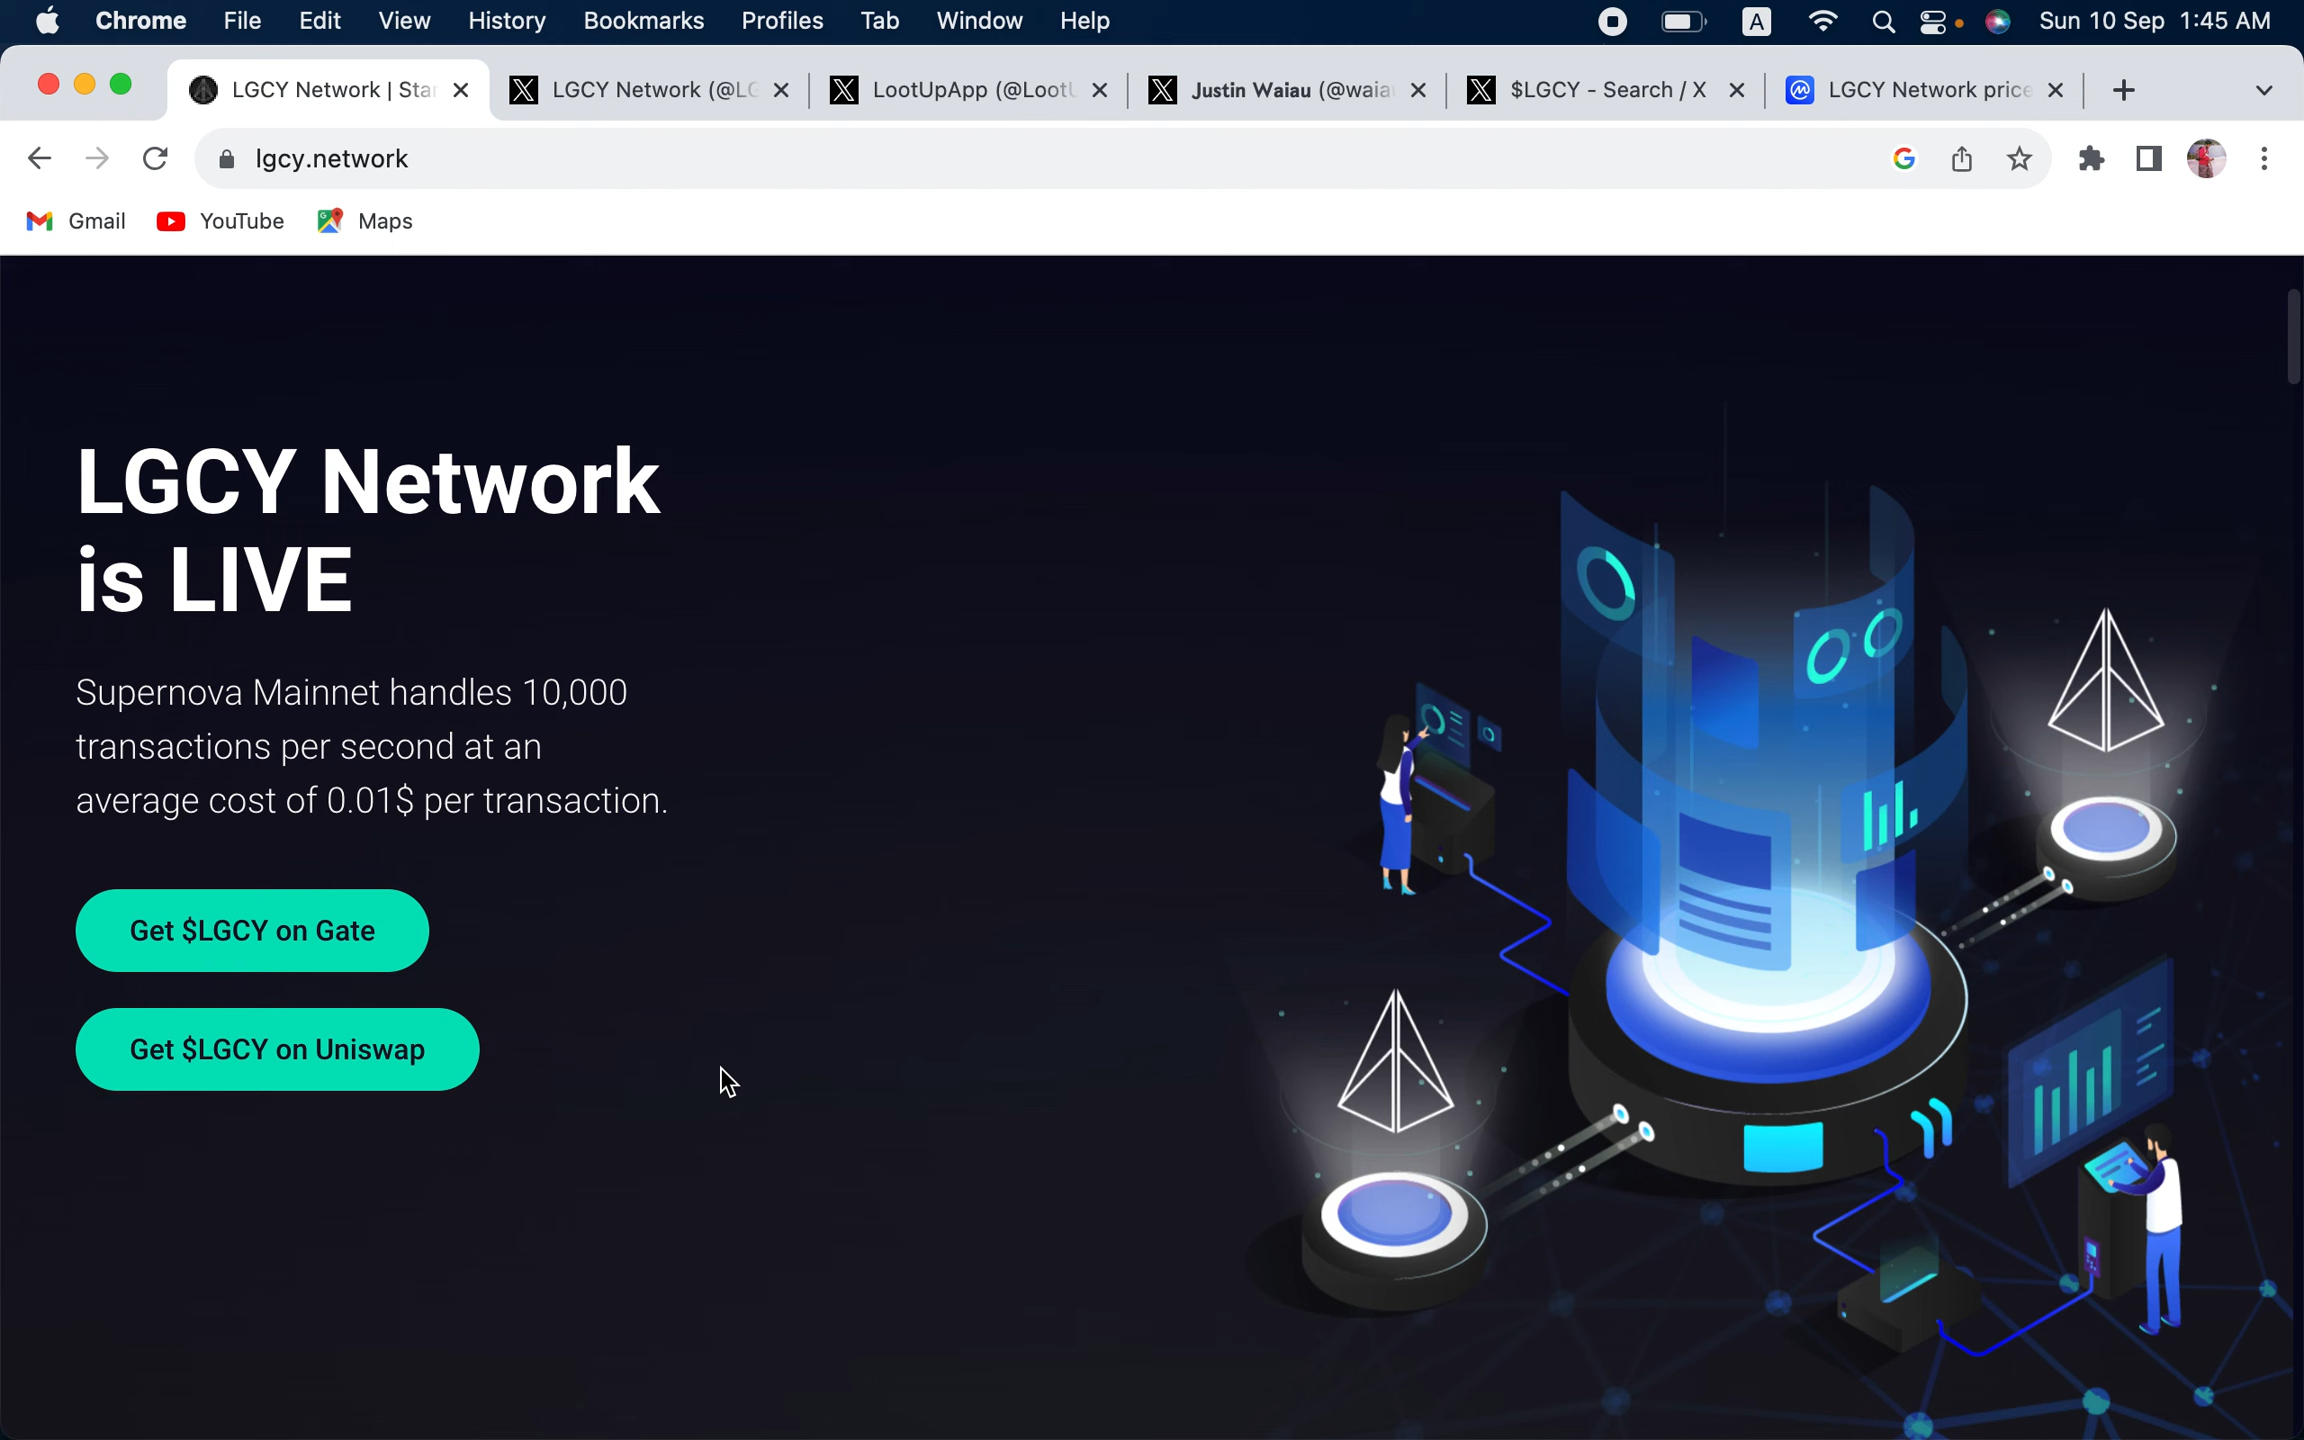 Chrome File Edit View History Bookmarks Profiles Tab Window Help A Sun 10 Sep 1:45 AM
LGCY Network | Star LGCY Network (@LG LootUpApp (@Loot Justin Waiau (@waia $LGCY - Search / X LGCY Network price
lgcy.network
Gmail YouTube Maps
LGCY Network
is LIVE
Supernova Mainnet handles 10,000
transactions per second at an
average cost of 0.01$ per transaction.
Get $LGCY on Gate
Get $LGCY on Uniswap